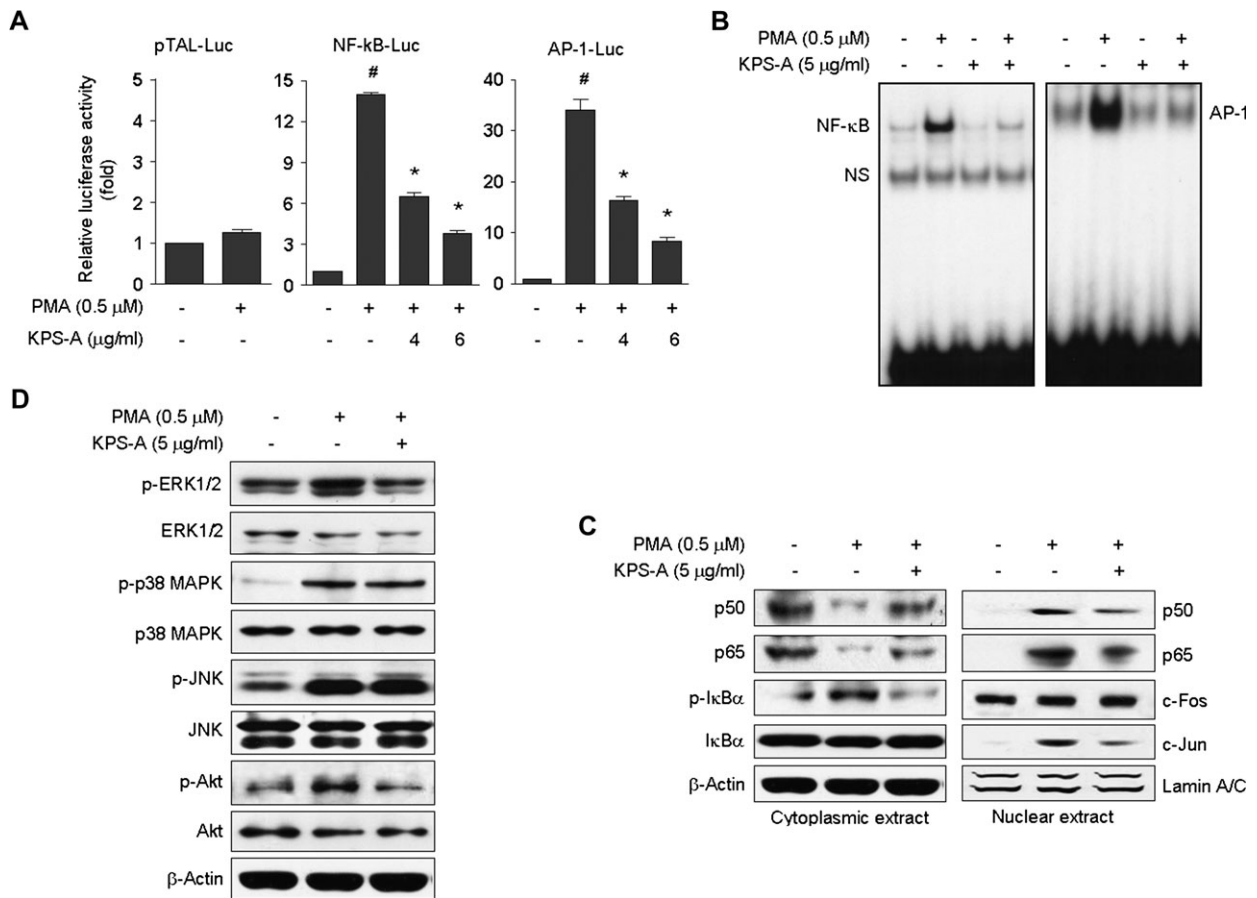 A
pTAL-Luc
NF-kB-Luc
AP-1-Luc
Relative luciferase activity
(fold)
5
4
3
2
1
0
15
12
9
6
3
0
40
30
20
10
0
#
*
*
#
*
*
PMA (0.5 μM) - + - + + + - + + +
KPS-A (μg/ml) - - - - 4 6 - - 4 6
B
PMA (0.5 μM) - + - + - + - +
KPS-A (5 μg/ml) - - + + - - + +
NF-κB
NS
AP-1
D
PMA (0.5 μM) - + +
KPS-A (5 μg/ml) - - +
p-ERK1/2
ERK1/2
p-p38 MAPK
p38 MAPK
p-JNK
JNK
p-Akt
Akt
β-Actin
C
PMA (0.5 μM) - + + - + +
KPS-A (5 μg/ml) - - + - - +
p50 p50
p65 p65
p-IκBα c-Fos
IκBα c-Jun
β-Actin Lamin A/C
Cytoplasmic extract Nuclear extract